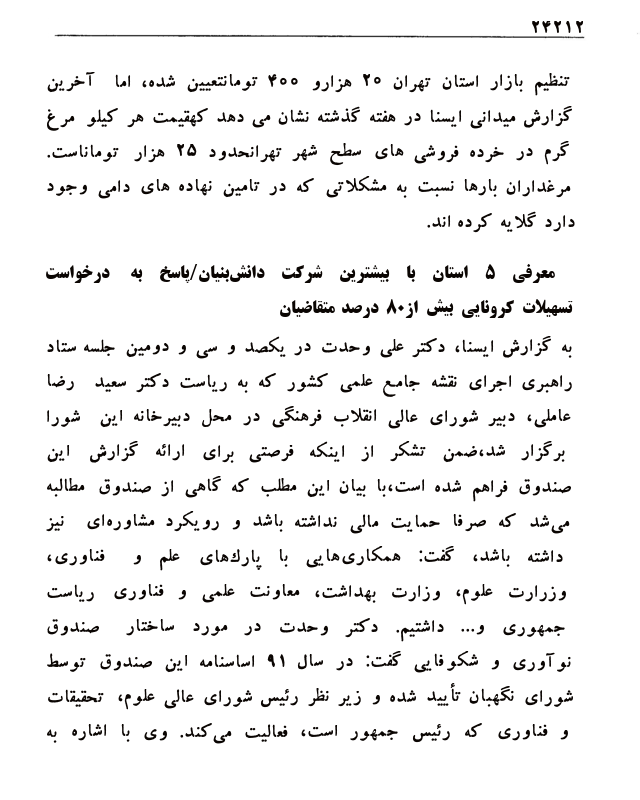 ۲۴۲۱۲
تنظیم بازار استان تهران ۲۰ هزارو ۴۰۰ تومانتعیین شده، اما آخرین
گزارش میدانی ایسنا در هفته گذشته نشان می دهد کهقیمت هر کیلو مرغ
گرم در خرده فروشی های سطح شهر تهرانحدود ۲۵ هزار توماناست.
مرغداران بارها نسبت به مشکلاتی که در تامین نهاده های دامی وجود
دارد گلایه کرده اند.
معرفی ۵ استان با بیشترین شرکت دانش‌بنیان/پاسخ به درخواست
تسهیلات کرونایی بیش از۸۰ درصد متقاضیان
به گزارش ایسنا، دکتر علی وحدت در یکصد و سی و دومین جلسه ستاد
راهبری اجرای نقشه جامع علمی کشور که به ریاست دکتر سعید رضا
عاملی، دبیر شورای عالی انقلاب فرهنگی در محل دبیرخانه این شورا
برگزار شد،ضمن تشکر از اینکه فرصتی برای ارائه گزارش این
صندوق فراهم شده است،با بیان این مطلب که گاهی از صندوق مطالبه
می‌شد که صرفا حمایت مالی نداشته باشد و رویکرد مشاوره‌ای نیز
داشته باشد، گفت: همکاری‌هایی با پارك‌های علم و فناوری،
وزرارت علوم، وزارت بهداشت، معاونت علمی و فناوری ریاست
جمهوری و... داشتیم. دکتر وحدت در مورد ساختار صندوق
نوآوری و شکوفایی گفت: در سال ۹۱ اساسنامه این صندوق توسط
شورای نگهبان تأیید شده و زیر نظر رئیس شورای عالی علوم، تحقیقات
و فناوری که رئیس جمهور است، فعالیت می‌کند. وی با اشاره به